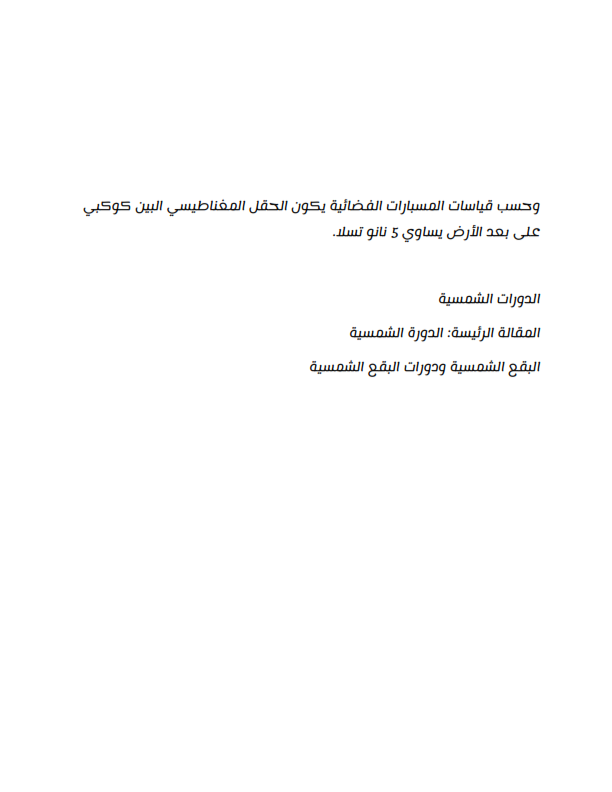 وحسب قياسات المسبارات الفضائية يكون الحقل المغناطيسي البين كوكبي
على بعد الأرض يساوي 5 نانو تسلا.
الدورات الشمسية
المقالة الرئيسة: الدورة الشمسية
البقع الشمسية ودورات البقع الشمسية